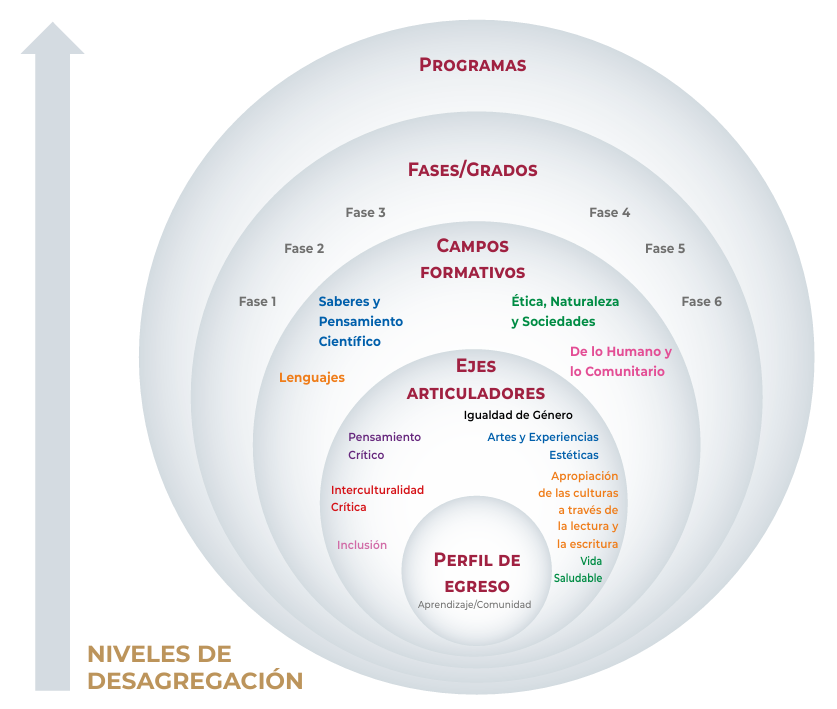 PROGRAMAS
FASES/GRADOS
Fase 3
Fase 4
Fase 2
Fase 5
Fase 1
Fase 6
CAMPOS
FORMATIVOS
Saberes y
Pensamiento
Científico
Ética, Naturaleza
y Sociedades
De lo Humano y
lo Comunitario
Lenguajes
EJES
ARTICULADORES
Igualdad de Género
Pensamiento
Crítico
Artes y Experiencias
Estéticas
Interculturalidad
Crítica
Apropiación
de las culturas
a través de
la lectura y
la escritura
Inclusión
Vida
Saludable
PERFIL DE
EGRESO
Aprendizaje/Comunidad
NIVELES DE
DESAGREGACIÓN